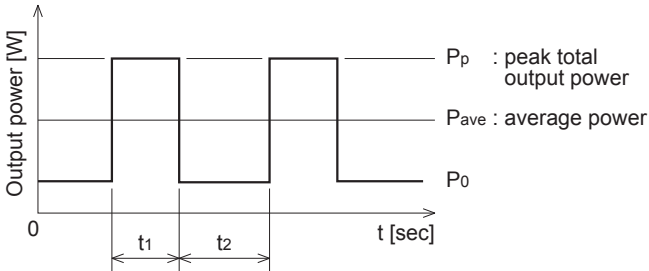 Output power [W]
Pp : peak total
output power
Pave : average power
P0
0
t1
t2
t [sec]